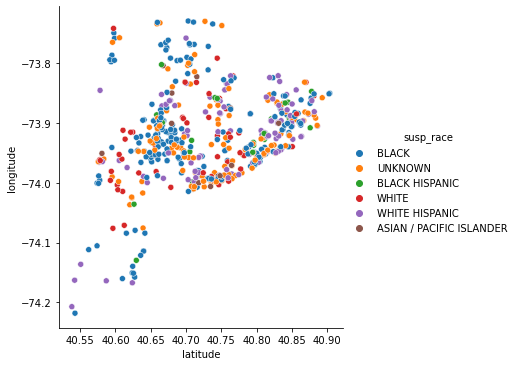 −73.8
−73.9
−74.0
−74.1
−74.2
longitude
40.55 40.60 40.65 40.70 40.75 40.80 40.85 40.90
latitude
susp_race
BLACK
UNKNOWN
BLACK HISPANIC
WHITE
WHITE HISPANIC
ASIAN / PACIFIC ISLANDER